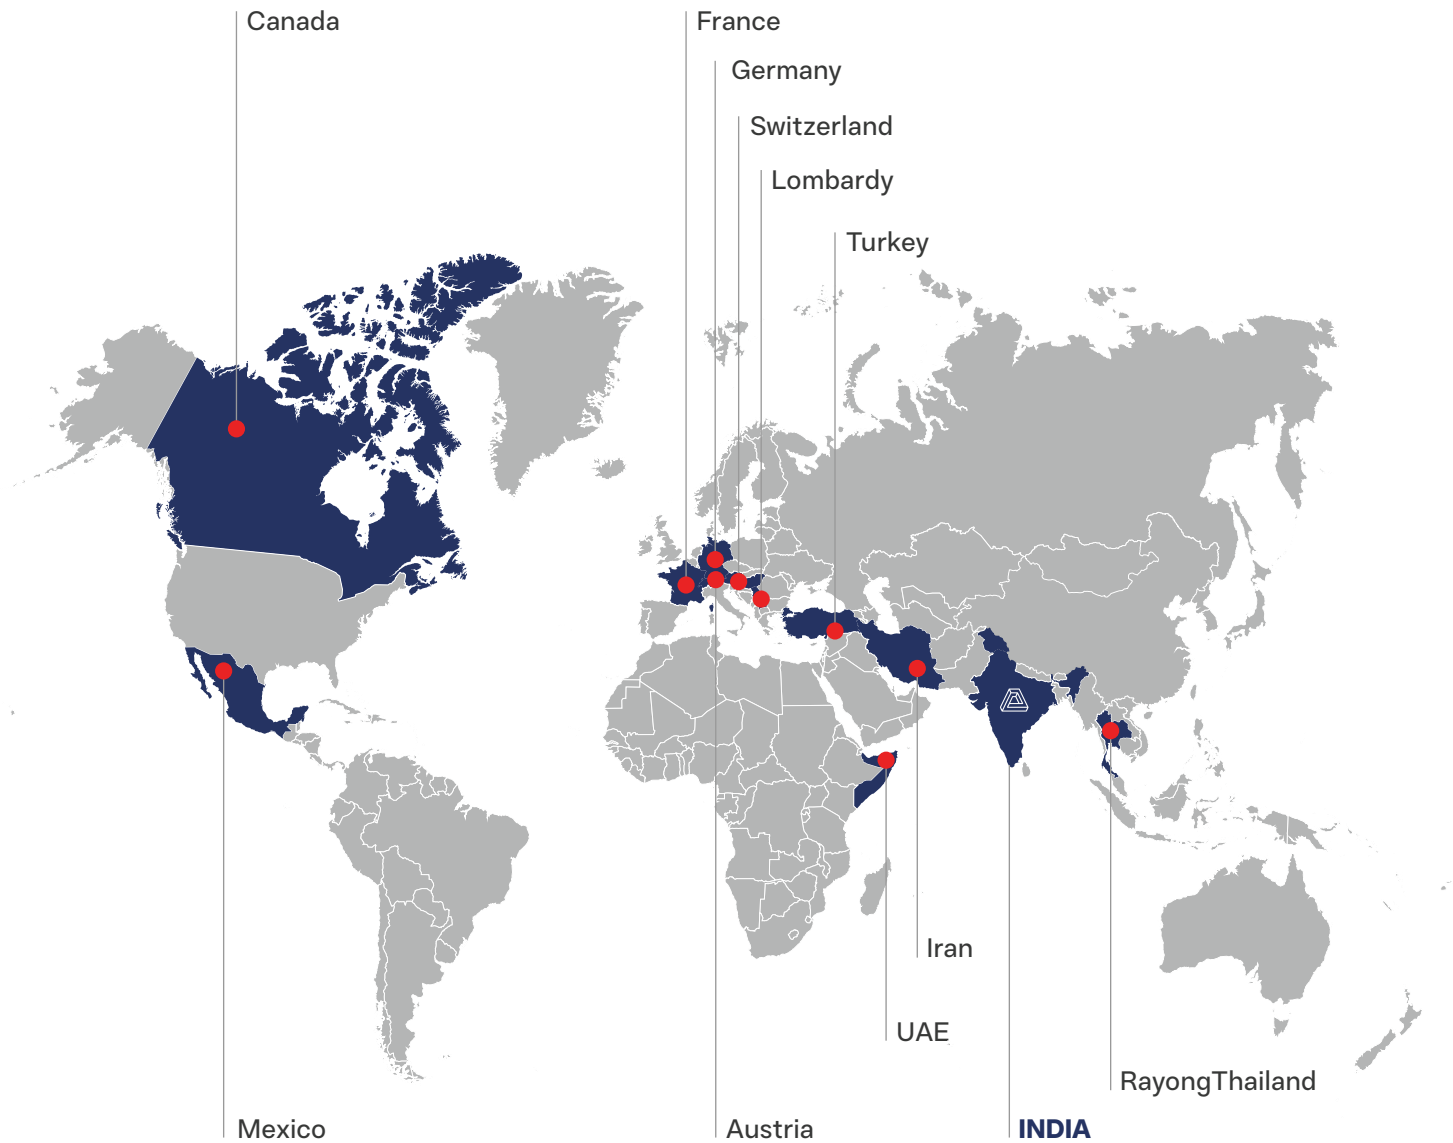 Canada
France
Germany
Switzerland
Lombardy
Turkey
Iran
UAE
RayongThailand
Mexico
Austria
INDIA